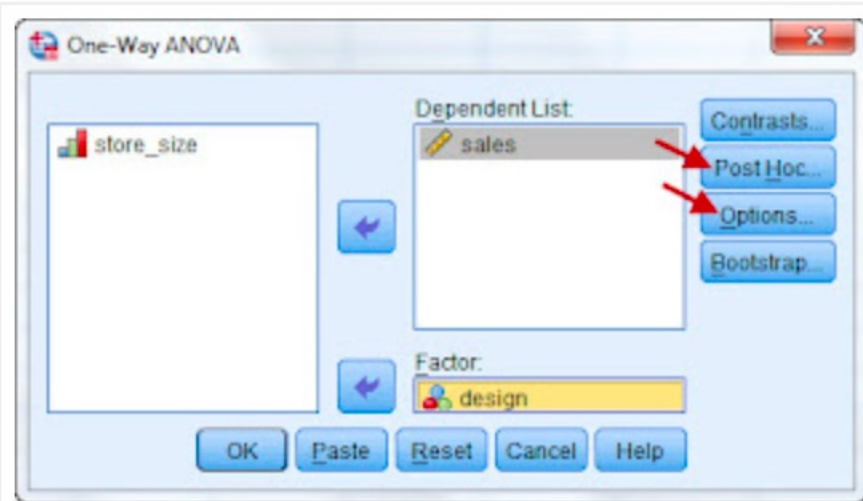 One-Way ANOVA
Dependent List:
store_size
sales
Contrasts...
Post Hoc...
Options...
Bootstrap...
Factor:
design
OK Paste Reset Cancel Help